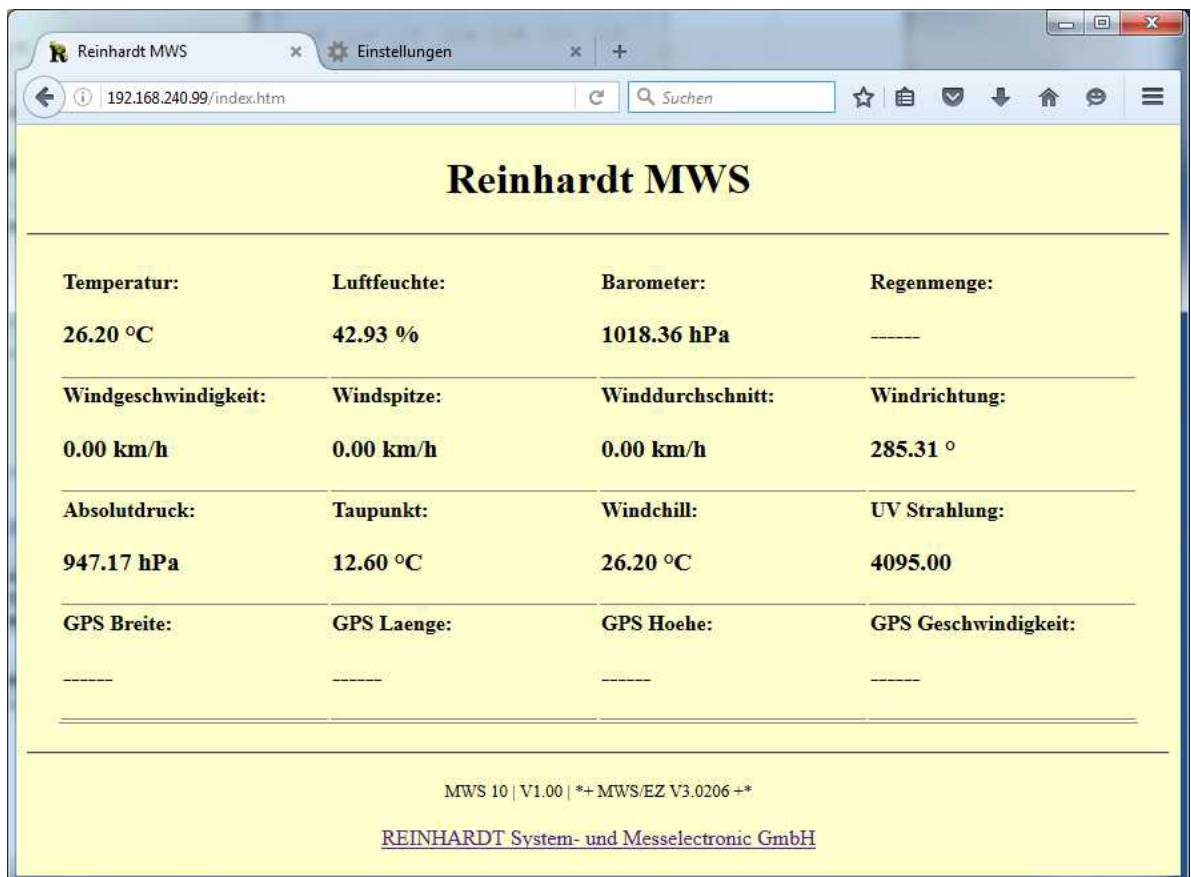 Reinhardt MWS
Einstellungen
192.168.240.99/index.htm
Suchen
Reinhardt MWS
Temperatur: Luftfeuchte: Barometer: Regenmenge:
26.20 °C 42.93 % 1018.36 hPa ------
Windgeschwindigkeit: Windspitze: Winddurchschnitt: Windrichtung:
0.00 km/h 0.00 km/h 0.00 km/h 285.31 °
Absolutdruck: Taupunkt: Windchill: UV Strahlung:
947.17 hPa 12.60 °C 26.20 °C 4095.00
GPS Breite: GPS Laenge: GPS Hoehe: GPS Geschwindigkeit:
------ ------ ------ ------
MWS 10 | V1.00 | *+ MWS/EZ V3.0206 +*
REINHARDT System- und Messelectronic GmbH